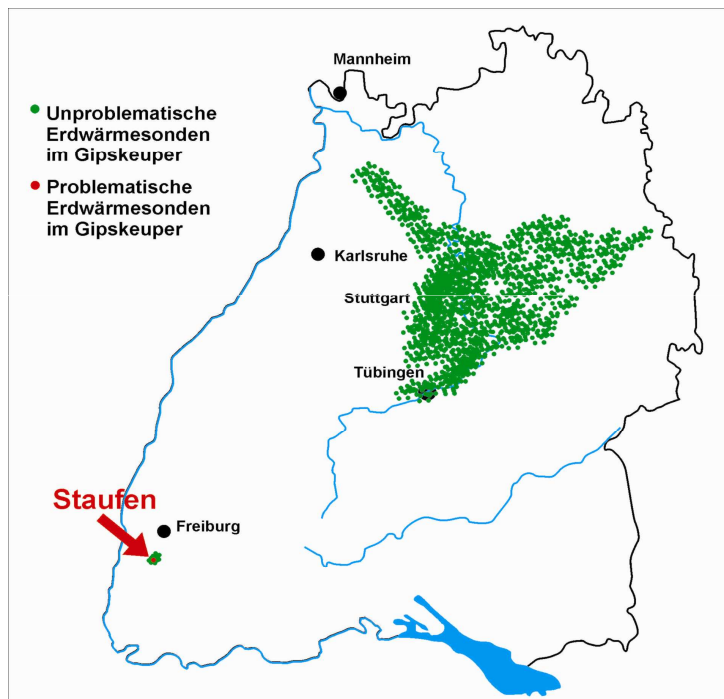 Mannheim
Unproblematische
Erdwärmesonden
im Gipskeuper
Problematische
Erdwärmesonden
im Gipskeuper
Karlsruhe
Stuttgart
Tübingen
Staufen
Freiburg